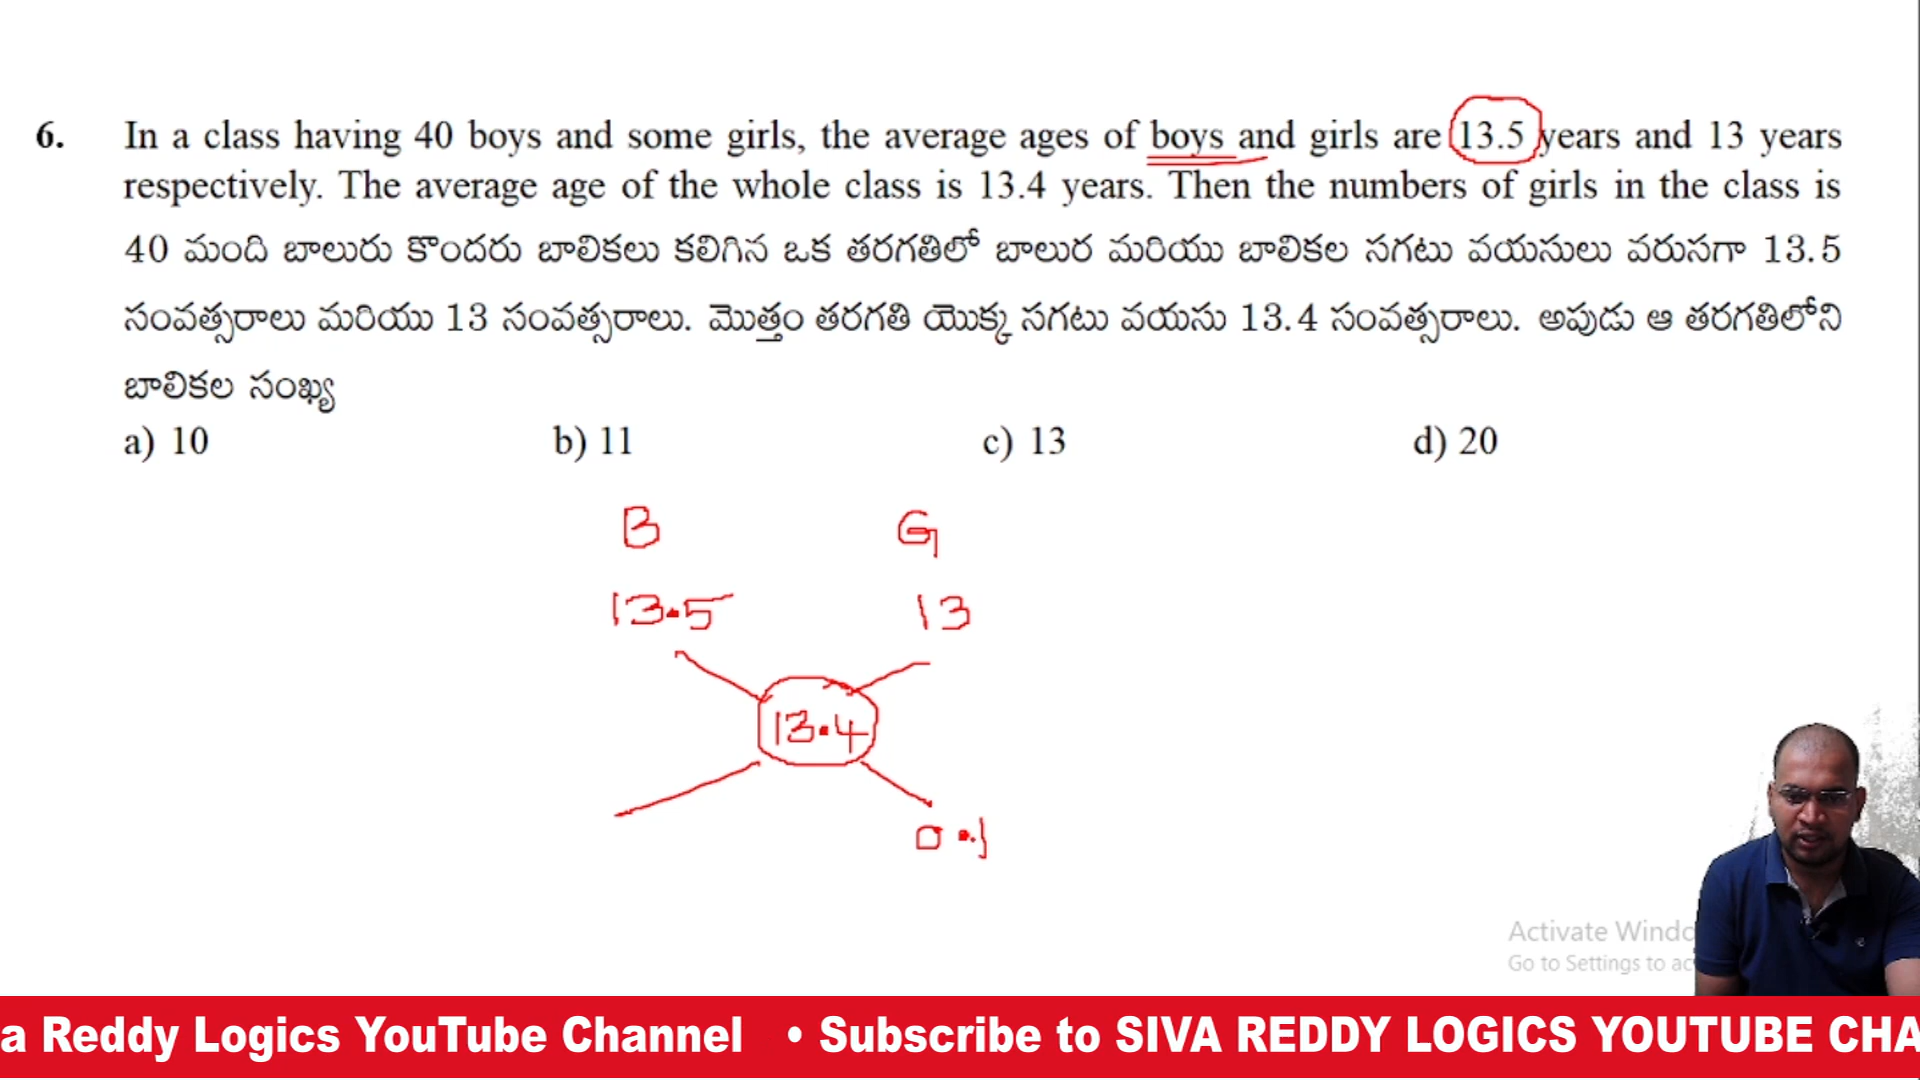 6. In a class having 40 boys and some girls, the average ages of boys and girls are 13.5 years and 13 years
respectively. The average age of the whole class is 13.4 years. Then the numbers of girls in the class is
40 మంది బాలురు కొందరు బాలికలు కలిగిన ఒక తరగతిలో బాలుర మరియు బాలికల సగటు వయసులు వరుసగా 13.5
సంవత్సరాలు మరియు 13 సంవత్సరాలు. మొత్తం తరగతి యొక్క సగటు వయసు 13.4 సంవత్సరాలు. అపుడు ఆ తరగతిలోని
బాలికల సంఖ్య
a) 10 b) 11 c) 13 d) 20
B G
13.5 13
13.4
0.1
Activate Windo
Go to Settings to ac
a Reddy Logics YouTube Channel • Subscribe to SIVA REDDY LOGICS YOUTUBE CHA